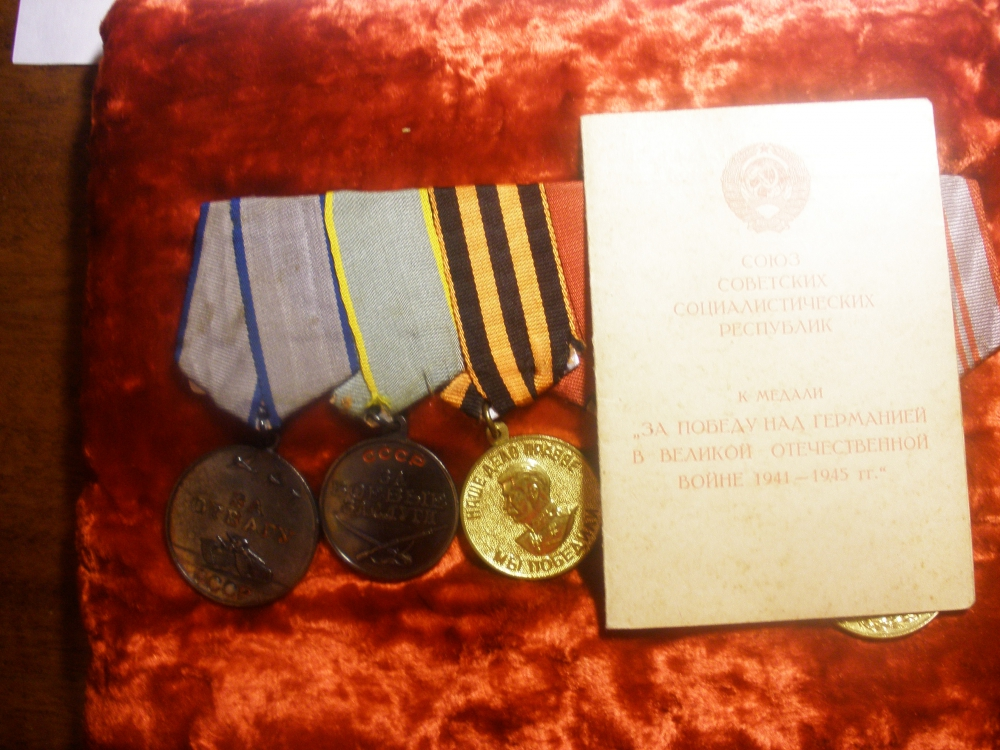 ЗА
ОТВАГУ
СССР
СССР
ЗА
БОЕВЫЕ
ЗАСЛУГИ
НАШЕ ДЕЛО ПРАВОЕ
МЫ ПОБЕДИЛИ
СОЮЗ
СОВЕТСКИХ
СОЦИАЛИСТИЧЕСКИХ
РЕСПУБЛИК
К МЕДАЛИ
„ЗА ПОБЕДУ НАД ГЕРМАНИЕЙ
В ВЕЛИКОЙ ОТЕЧЕСТВЕННОЙ
ВОЙНЕ 1941 — 1945 гг."